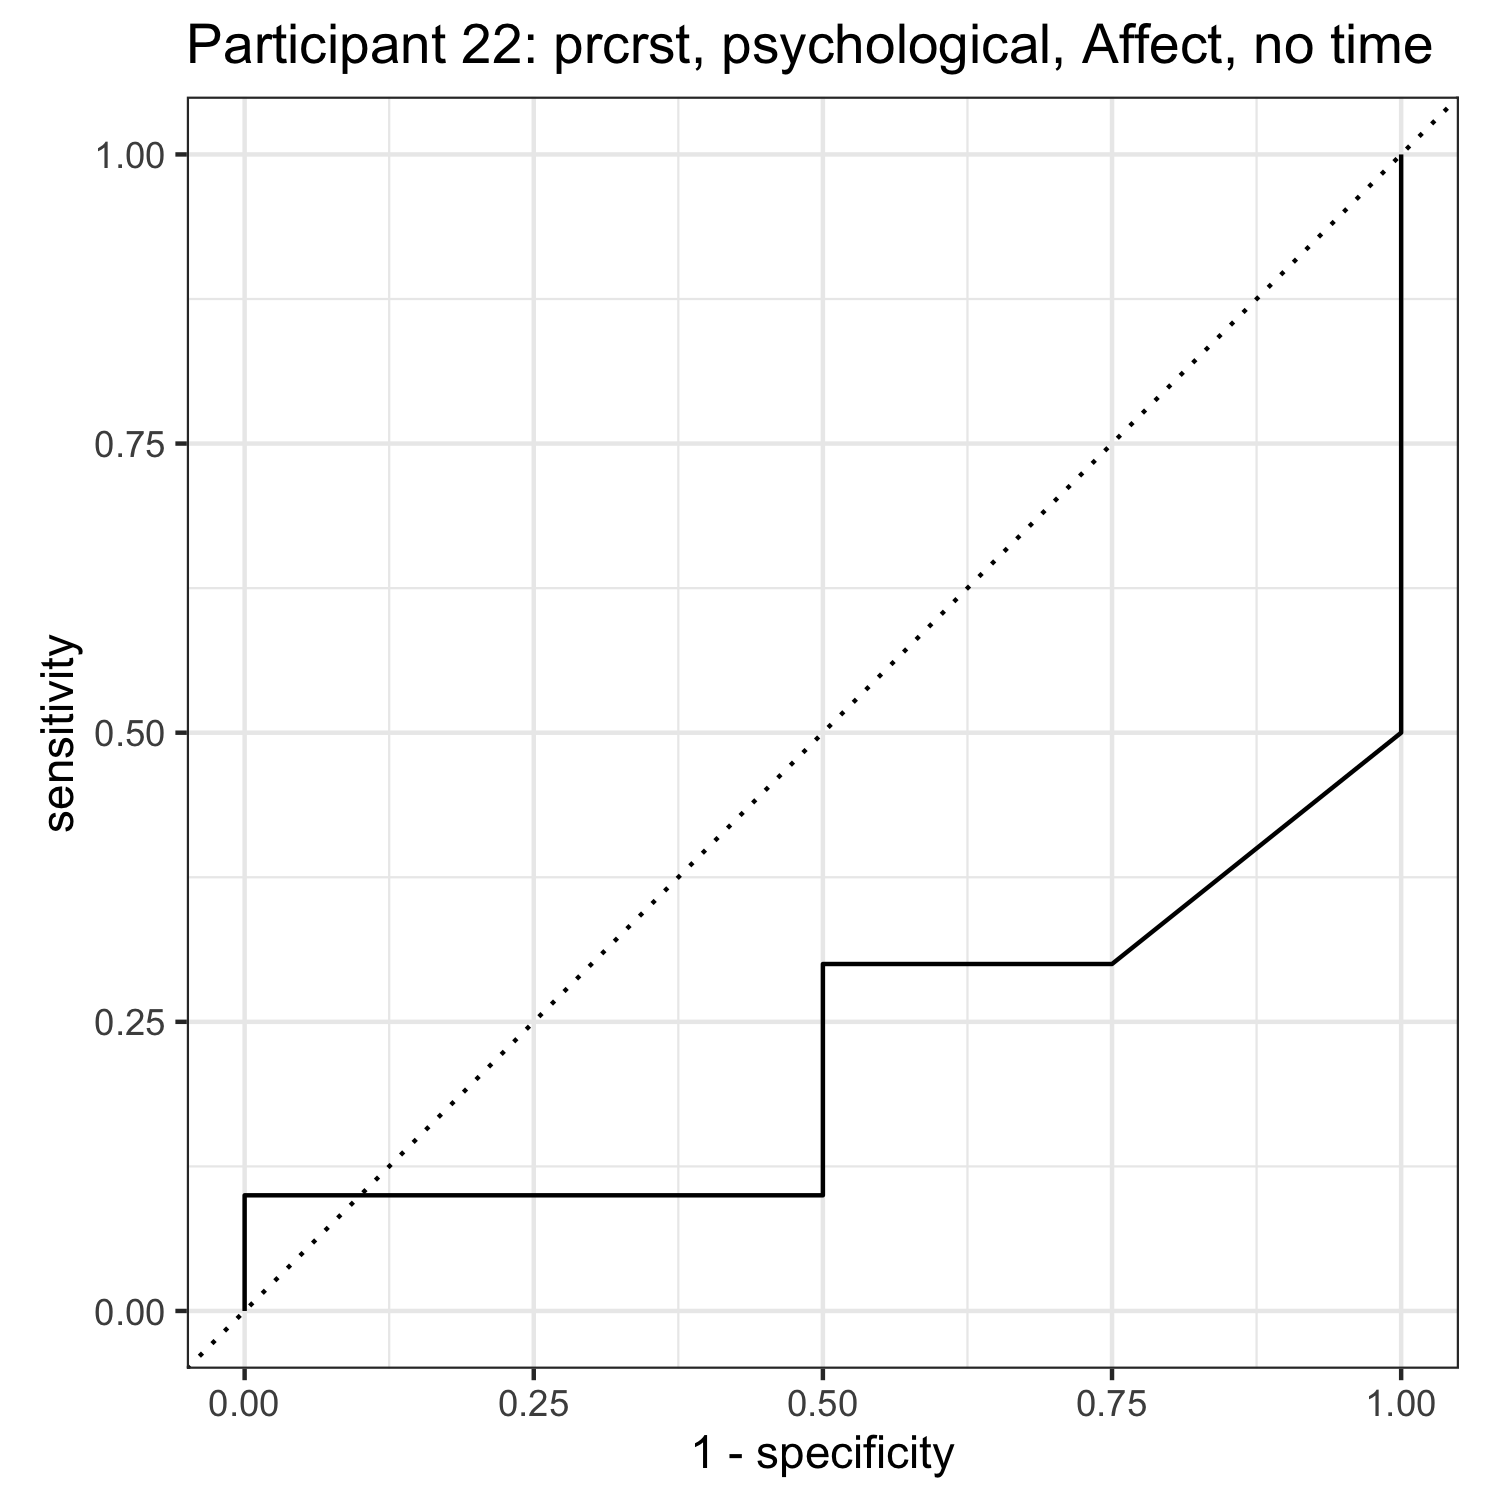 Participant 22: prcrst, psychological, Affect, no time
1.00
0.75
0.50
0.25
0.00
sensitivity
0.00 0.25 0.50 0.75 1.00
1 - specificity